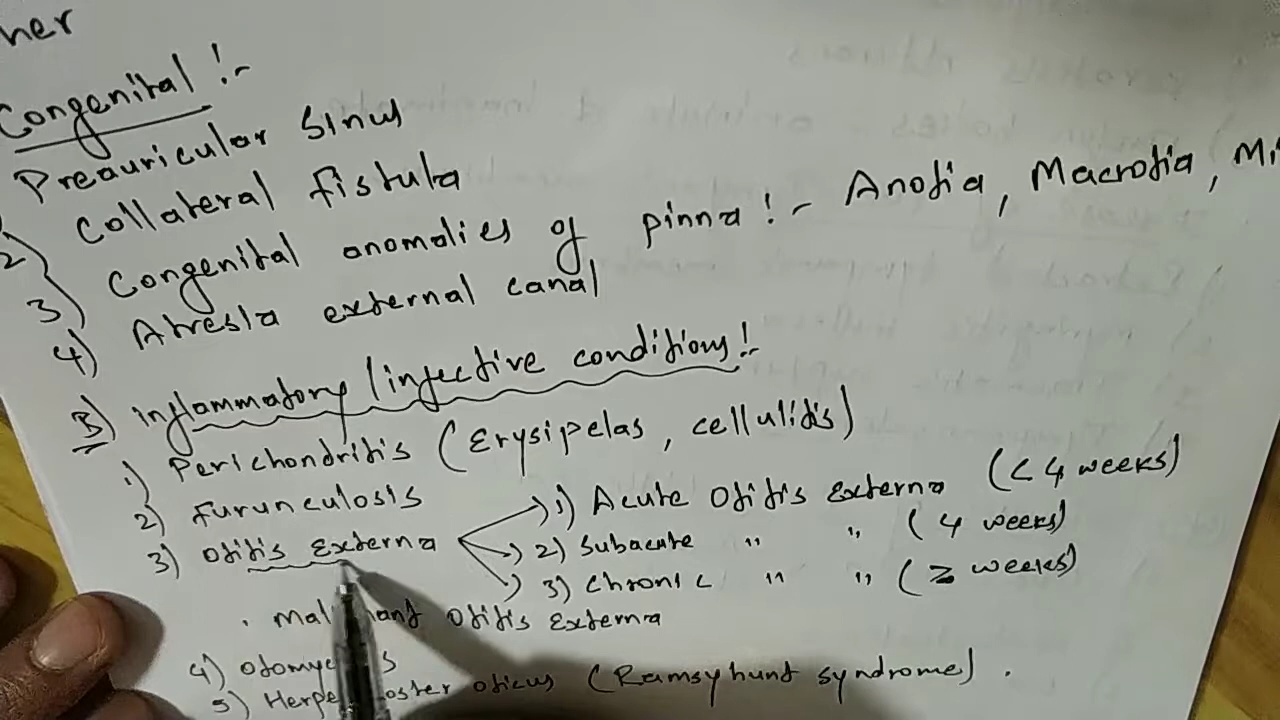 her
Congenital :-
Preauricular Sinus
2) Collateral fistula
3) Congenital anomolies of pinna :- Anotia, Macrotia, Mi
4) Atresia external canal
B) Inflammatory / infective conditions :-
1) Perichondritis (Erysipelas, cellulitis)
2) Furunculosis
3) Otitis Externa → 1) Acute Otitis Externa (< 4 weeks)
→ 2) Subacute " " ( 4 weeks)
→ 3) Chronic " " ( weeks)
. Otitis Externa
4)
5) oticus (Ramsyhunt syndrome) .